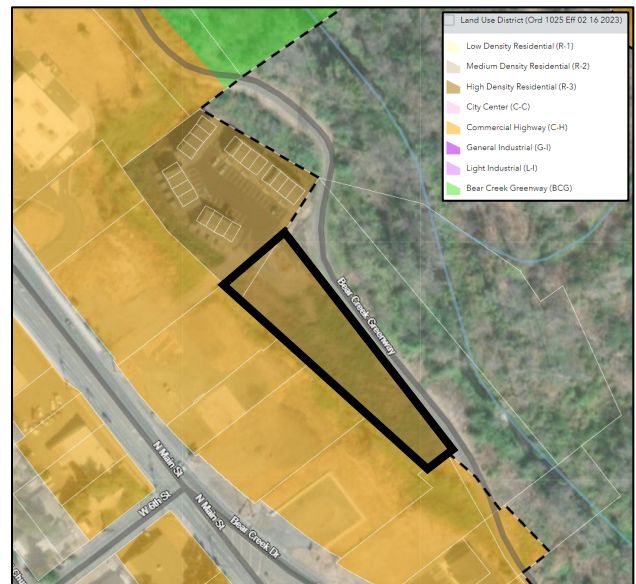 Land Use District (Ord 1025 Eff 02 16 2023)
Low Density Residential (R-1)
Medium Density Residential (R-2)
High Density Residential (R-3)
City Center (C-C)
Commercial Highway (C-H)
General Industrial (G-I)
Light Industrial (L-I)
Bear Creek Greenway (BCG)
Bear Creek Greenway
N Main St
W 6th St
N Main St
Bear Creek Dr